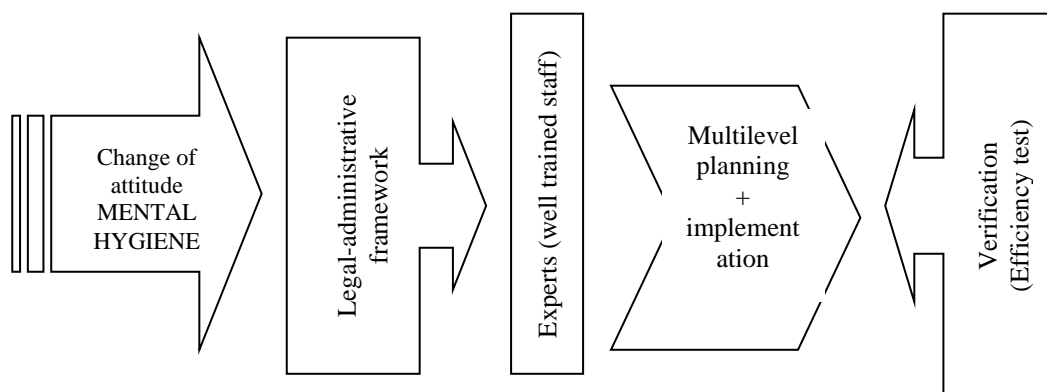 Change of
attitude
MENTAL
HYGIENE
Legal-administrative
framework
Experts (well trained staff)
Multilevel
planning
+
implement
ation
Verification
(Efficiency test)